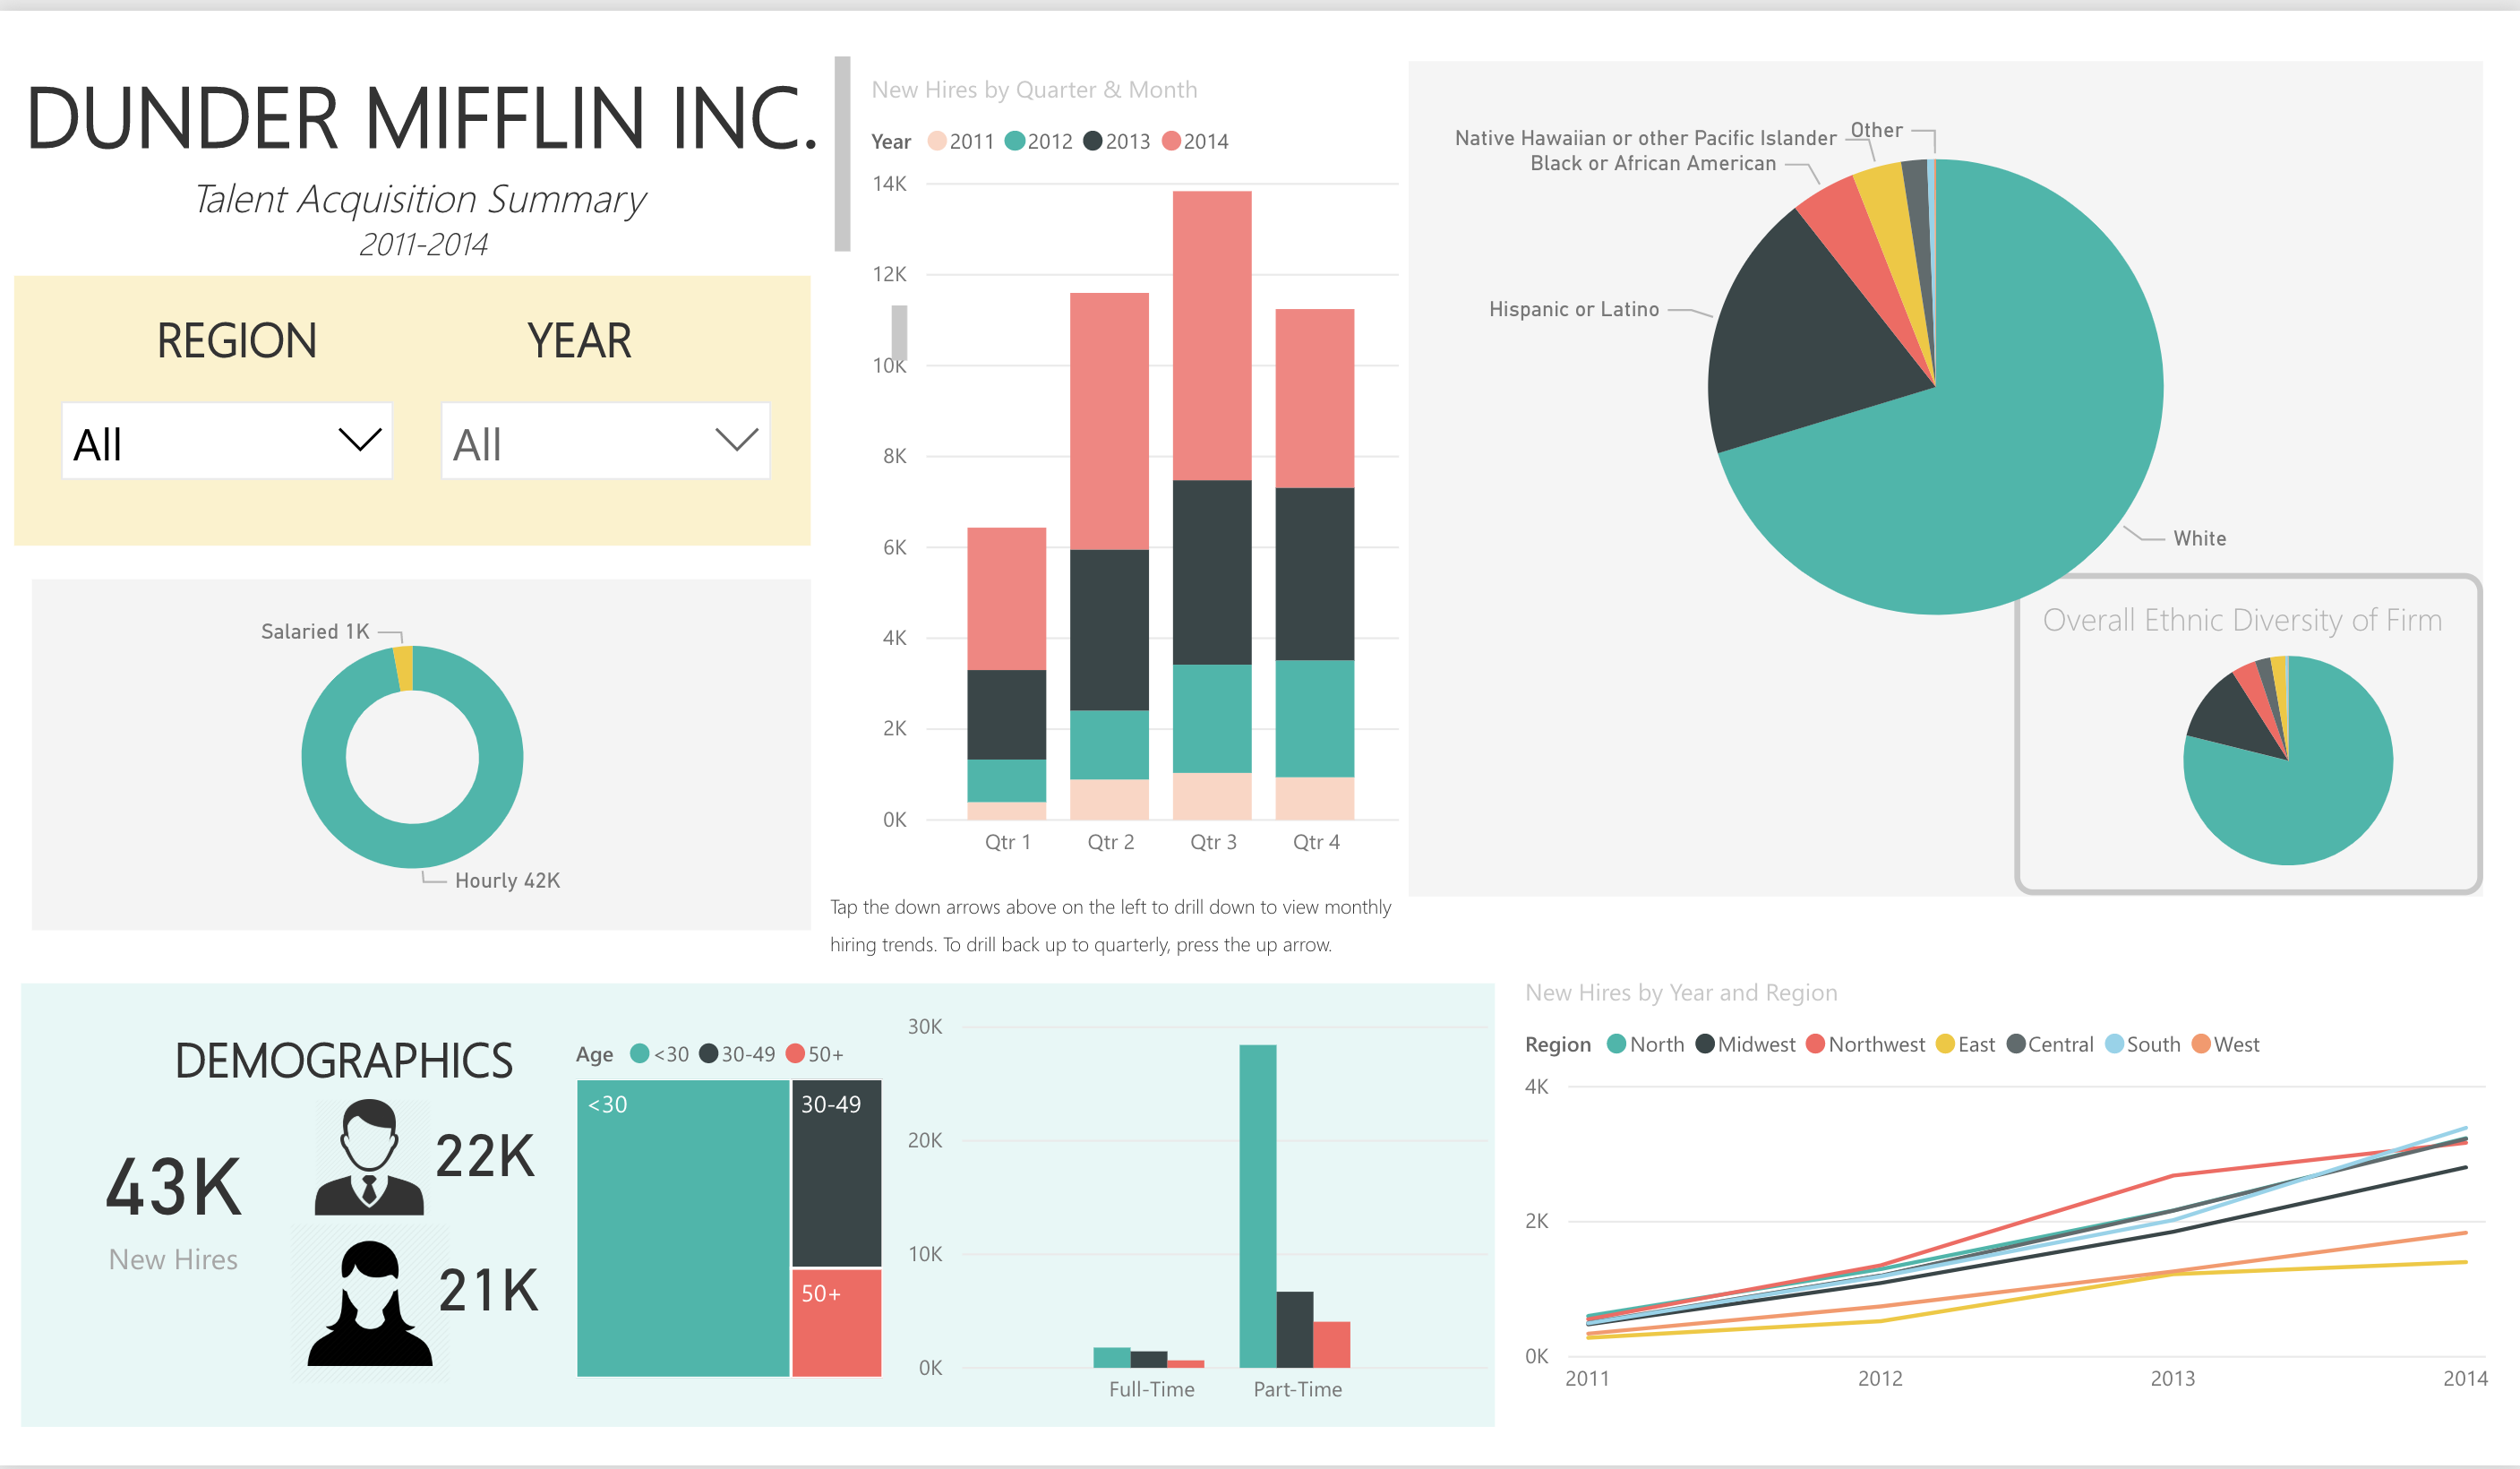 DUNDER MIFFLIN INC.
Talent Acquisition Summary
2011-2014
REGION
YEAR
All
All
Salaried 1K
Hourly 42K
New Hires by Quarter & Month
Year 2011 2012 2013 2014
14K
12K
10K
8K
6K
4K
2K
0K
Qtr 1 Qtr 2 Qtr 3 Qtr 4
Tap the down arrows above on the left to drill down to view monthly
hiring trends. To drill back up to quarterly, press the up arrow.
Other
Native Hawaiian or other Pacific Islander
Black or African American
Hispanic or Latino
White
Overall Ethnic Diversity of Firm
DEMOGRAPHICS
43K
New Hires
22K
21K
Age <30 30-49 50+
<30
30-49
50+
30K
20K
10K
0K
Full-Time Part-Time
New Hires by Year and Region
Region North Midwest Northwest East Central South West
4K
2K
0K
2011 2012 2013 2014